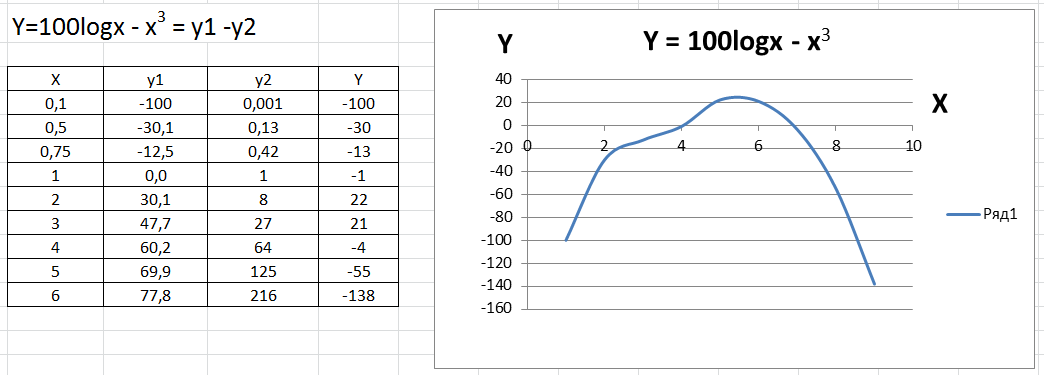 Y=100logx - x³ = y1 -y2
X y1 y2 Y
0,1 -100 0,001 -100
0,5 -30,1 0,13 -30
0,75 -12,5 0,42 -13
1 0,0 1 -1
2 30,1 8 22
3 47,7 27 21
4 60,2 64 -4
5 69,9 125 -55
6 77,8 216 -138
Y = 100logx - x³
Y
X
40
20
0
-20
-40
-60
-80
-100
-120
-140
-160
0 2 4 6 8 10
Ряд1